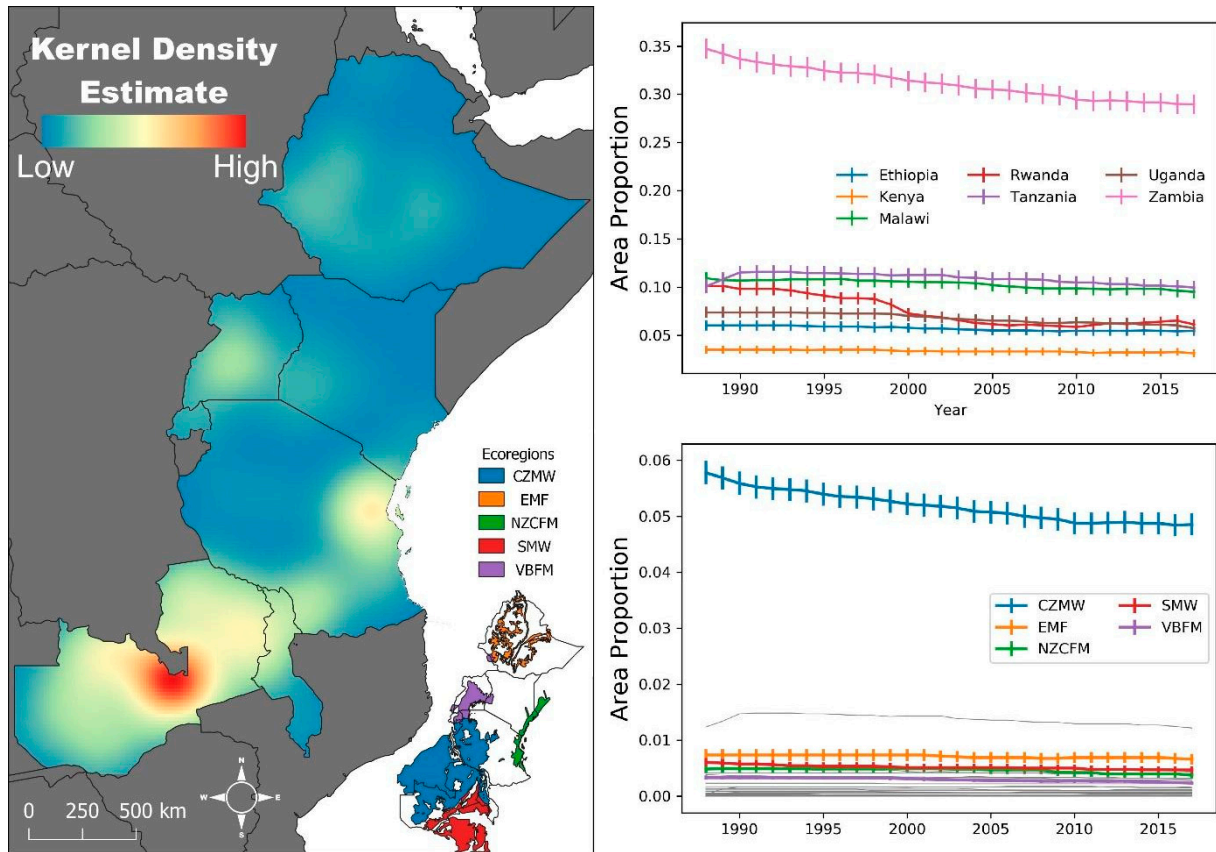 Kernel Density
Estimate
Low High
Ecoregions
CZMW
EMF
NZCFM
SMW
VBFM
0 250 500 km
N
W E
S
0.35
0.30
0.25
0.20
0.15
0.10
0.05
Area Proportion
Ethiopia Rwanda Uganda
Kenya Tanzania Zambia
Malawi
1990 1995 2000 2005 2010 2015
Year
0.06
0.05
0.04
0.03
0.02
0.01
0.00
Area Proportion
CZMW SMW
EMF VBFM
NZCFM
1990 1995 2000 2005 2010 2015